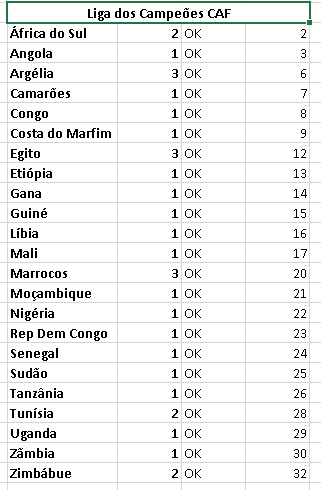 Liga dos Campeões CAF
África do Sul 2 OK 2
Angola 1 OK 3
Argélia 3 OK 6
Camarões 1 OK 7
Congo 1 OK 8
Costa do Marfim 1 OK 9
Egito 3 OK 12
Etiópia 1 OK 13
Gana 1 OK 14
Guiné 1 OK 15
Líbia 1 OK 16
Mali 1 OK 17
Marrocos 3 OK 20
Moçambique 1 OK 21
Nigéria 1 OK 22
Rep Dem Congo 1 OK 23
Senegal 1 OK 24
Sudão 1 OK 25
Tanzânia 1 OK 26
Tunísia 2 OK 28
Uganda 1 OK 29
Zâmbia 1 OK 30
Zimbábue 2 OK 32